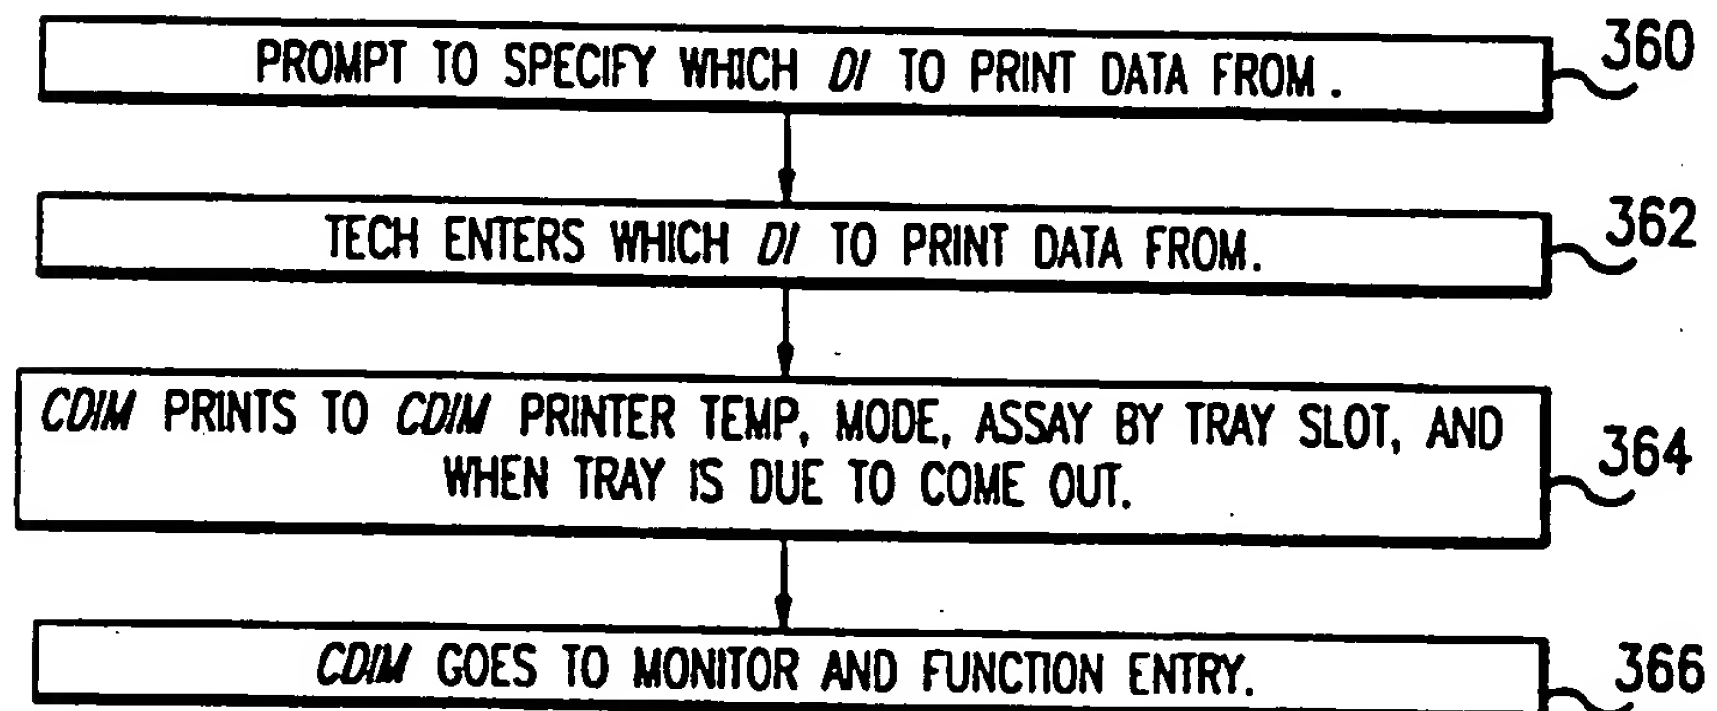 PROMPT TO SPECIFY WHICH DI TO PRINT DATA FROM.
360
TECH ENTERS WHICH DI TO PRINT DATA FROM.
362
CDIM PRINTS TO CDIM PRINTER TEMP, MODE, ASSAY BY TRAY SLOT, AND
WHEN TRAY IS DUE TO COME OUT.
364
CDIM GOES TO MONITOR AND FUNCTION ENTRY.
366